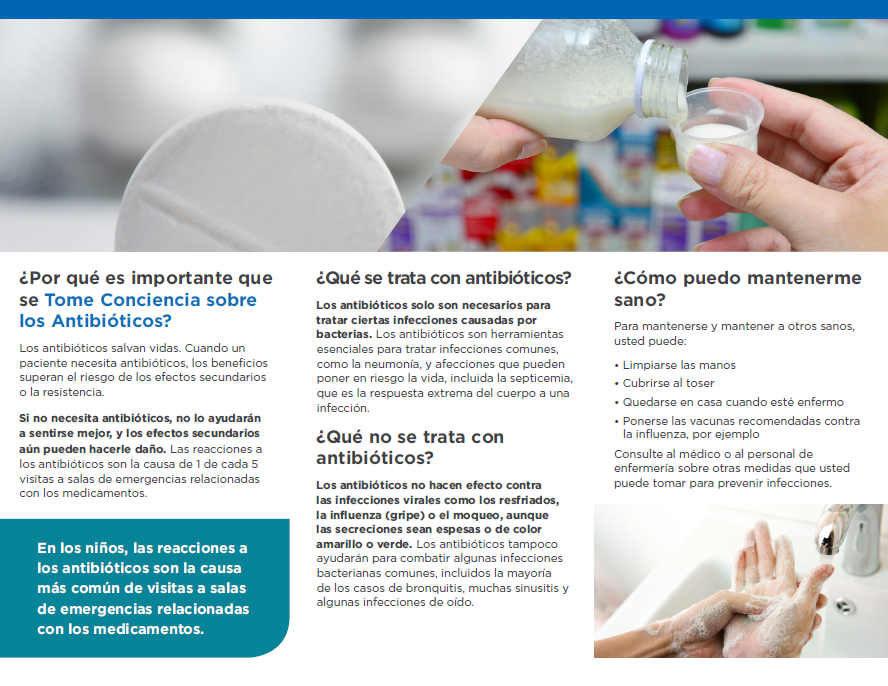 ¿Por qué es importante que
se Tome Conciencia sobre
los Antibióticos?
Los antibióticos salvan vidas. Cuando un
paciente necesita antibióticos, los beneficios
superan el riesgo de los efectos secundarios
o la resistencia.
Si no necesita antibióticos, no lo ayudarán
a sentirse mejor, y los efectos secundarios
aún pueden hacerle daño. Las reacciones a
los antibióticos son la causa de 1 de cada 5
visitas a salas de emergencias relacionadas
con los medicamentos.
En los niños, las reacciones a
los antibióticos son la causa
más común de visitas a salas
de emergencias relacionadas
con los medicamentos.
¿Qué se trata con antibióticos?
Los antibióticos solo son necesarios para
tratar ciertas infecciones causadas por
bacterias. Los antibióticos son herramientas
esenciales para tratar infecciones comunes,
como la neumonía, y afecciones que pueden
poner en riesgo la vida, incluida la septicemia,
que es la respuesta extrema del cuerpo a una
infección.
¿Qué no se trata con
antibióticos?
Los antibióticos no hacen efecto contra
las infecciones virales como los resfriados,
la influenza (gripe) o el moqueo, aunque
las secreciones sean espesas o de color
amarillo o verde. Los antibióticos tampoco
ayudarán para combatir algunas infecciones
bacterianas comunes, incluidos la mayoría
de los casos de bronquitis, muchas sinusitis y
algunas infecciones de oído.
¿Cómo puedo mantenerme
sano?
Para mantenerse y mantener a otros sanos,
usted puede:
• Limpiarse las manos
• Cubrirse al toser
• Quedarse en casa cuando esté enfermo
• Ponerse las vacunas recomendadas contra
la influenza, por ejemplo
Consulte al médico o al personal de
enfermería sobre otras medidas que usted
puede tomar para prevenir infecciones.